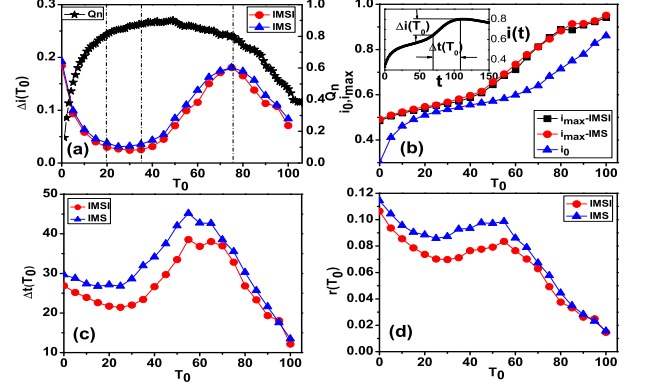 0.3
0.2
0.1
0.0
Δi(T₀)
Qn
IMSI
IMS
(a)
1.0
0.8
0.6
0.4
0.2
0.0
Qₙ
0 20 40 60 80 100
T₀
1.0
0.8
0.6
0.4
i₀,iₘₐₓ
Δi(T₀)
Δt(T₀)
0.8
0.6
0.4
i(t)
0 50 100 150
t
iₘₐₓ-IMSI
iₘₐₓ-IMS
i₀
(b)
0 20 40 60 80 100
T₀
50
40
30
20
10
Δt(T₀)
IMSI
IMS
(c)
0 20 40 60 80 100
T₀
0.12
0.10
0.08
0.06
0.04
0.02
0.00
r(T₀)
IMSI
IMS
(d)
0 20 40 60 80 100
T₀